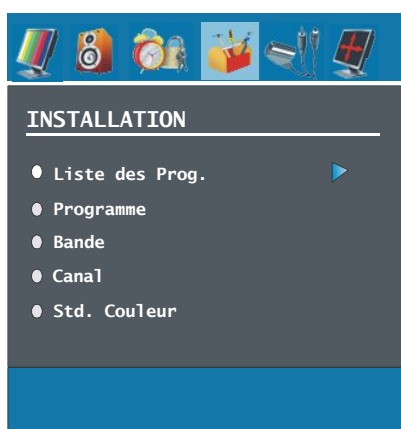 INSTALLATION
Liste des Prog.
Programme
Bande
Canal
Std. Couleur